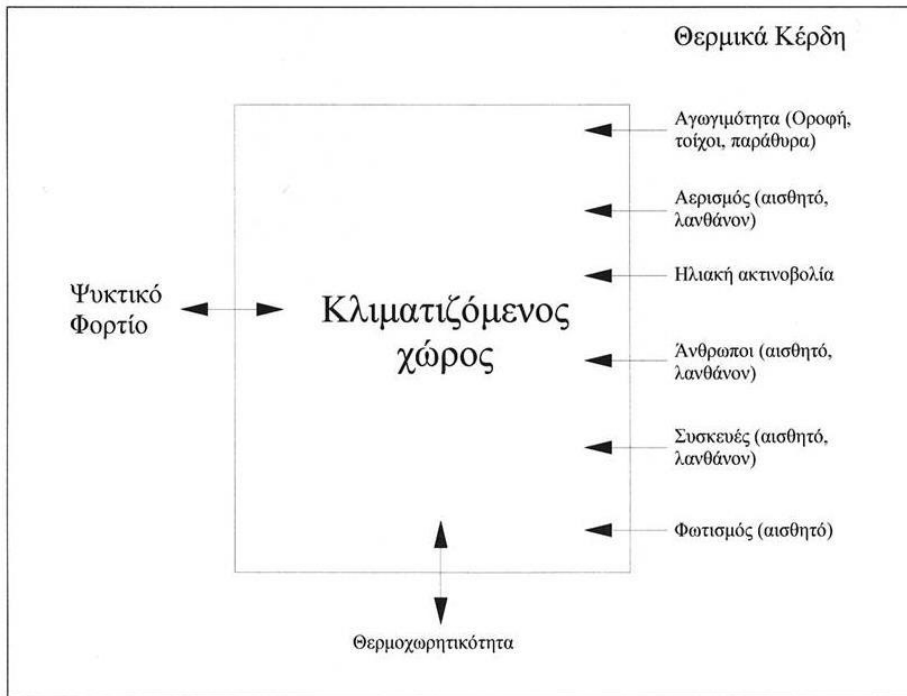 Θερμικά Κέρδη
Αγωγιμότητα (Οροφή,
τοίχοι, παράθυρα)
Αερισμός (αισθητό,
λανθάνον)
Ηλιακή ακτινοβολία
Ψυκτικό
Φορτίο
Κλιματιζόμενος
χώρος
Άνθρωποι (αισθητό,
λανθάνον)
Συσκευές (αισθητό,
λανθάνον)
Φωτισμός (αισθητό)
Θερμοχωρητικότητα